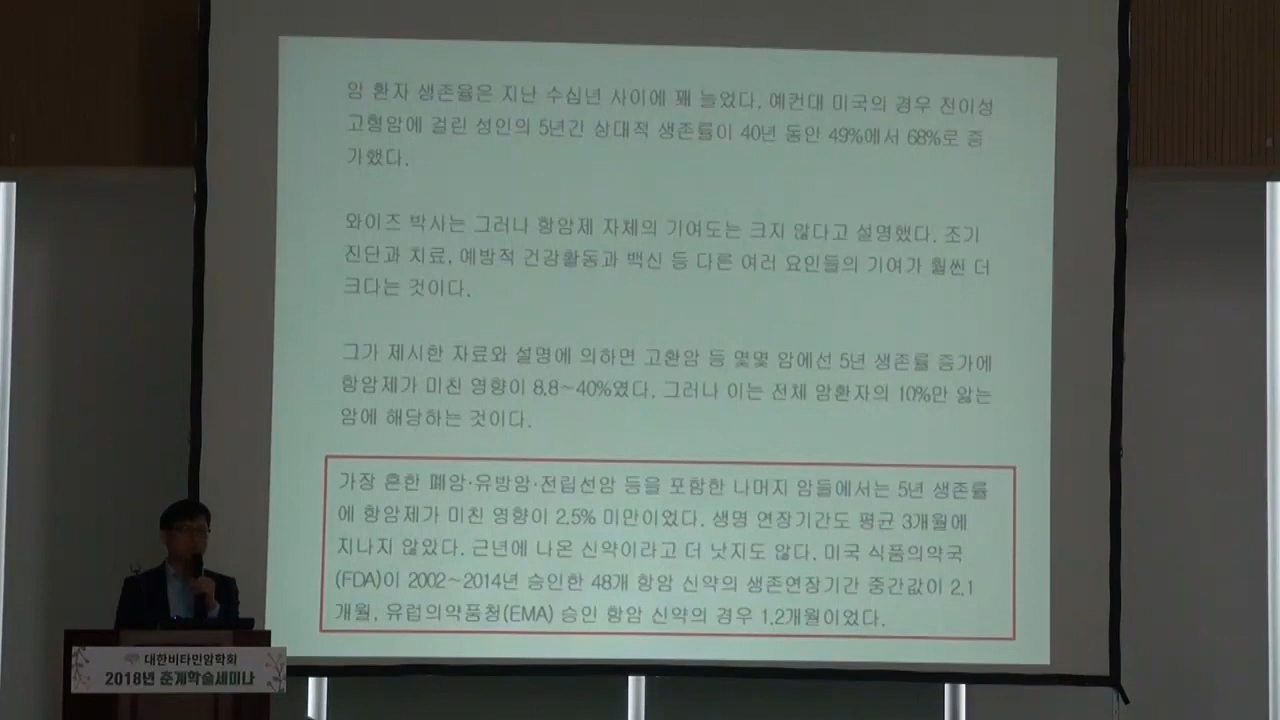 암 환자 생존율은 지난 수십년 사이에 꽤 늘었다. 예컨대 미국의 경우 전이성
고형암에 걸린 성인의 5년간 상대적 생존률이 40년 동안 49%에서 68%로 증
가했다.
와이즈 박사는 그러나 항암제 자체의 기여도는 크지 않다고 설명했다. 조기
진단과 치료, 예방적 건강활동과 백신 등 다른 여러 요인들의 기여가 훨씬 더
크다는 것이다.
그가 제시한 자료와 설명에 의하면 고환암 등 몇몇 암에선 5년 생존률 증가에
항암제가 미친 영향이 8.8~40%였다. 그러나 이는 전체 암환자의 10%만 앓는
암에 해당하는 것이다.
가장 흔한 폐암·유방암·전립선암 등을 포함한 나머지 암들에서는 5년 생존률
에 항암제가 미친 영향이 2.5% 미만이었다. 생명 연장기간도 평균 3개월에
지나지 않았다. 근년에 나온 신약이라고 더 낫지도 않다. 미국 식품의약국
(FDA)이 2002~2014년 승인한 48개 항암 신약의 생존연장기간 중간값이 2.1
개월, 유럽의약품청(EMA) 승인 항암 신약의 경우 1.2개월이었다.
대한비타민암학회
2018년 춘계학술세미나